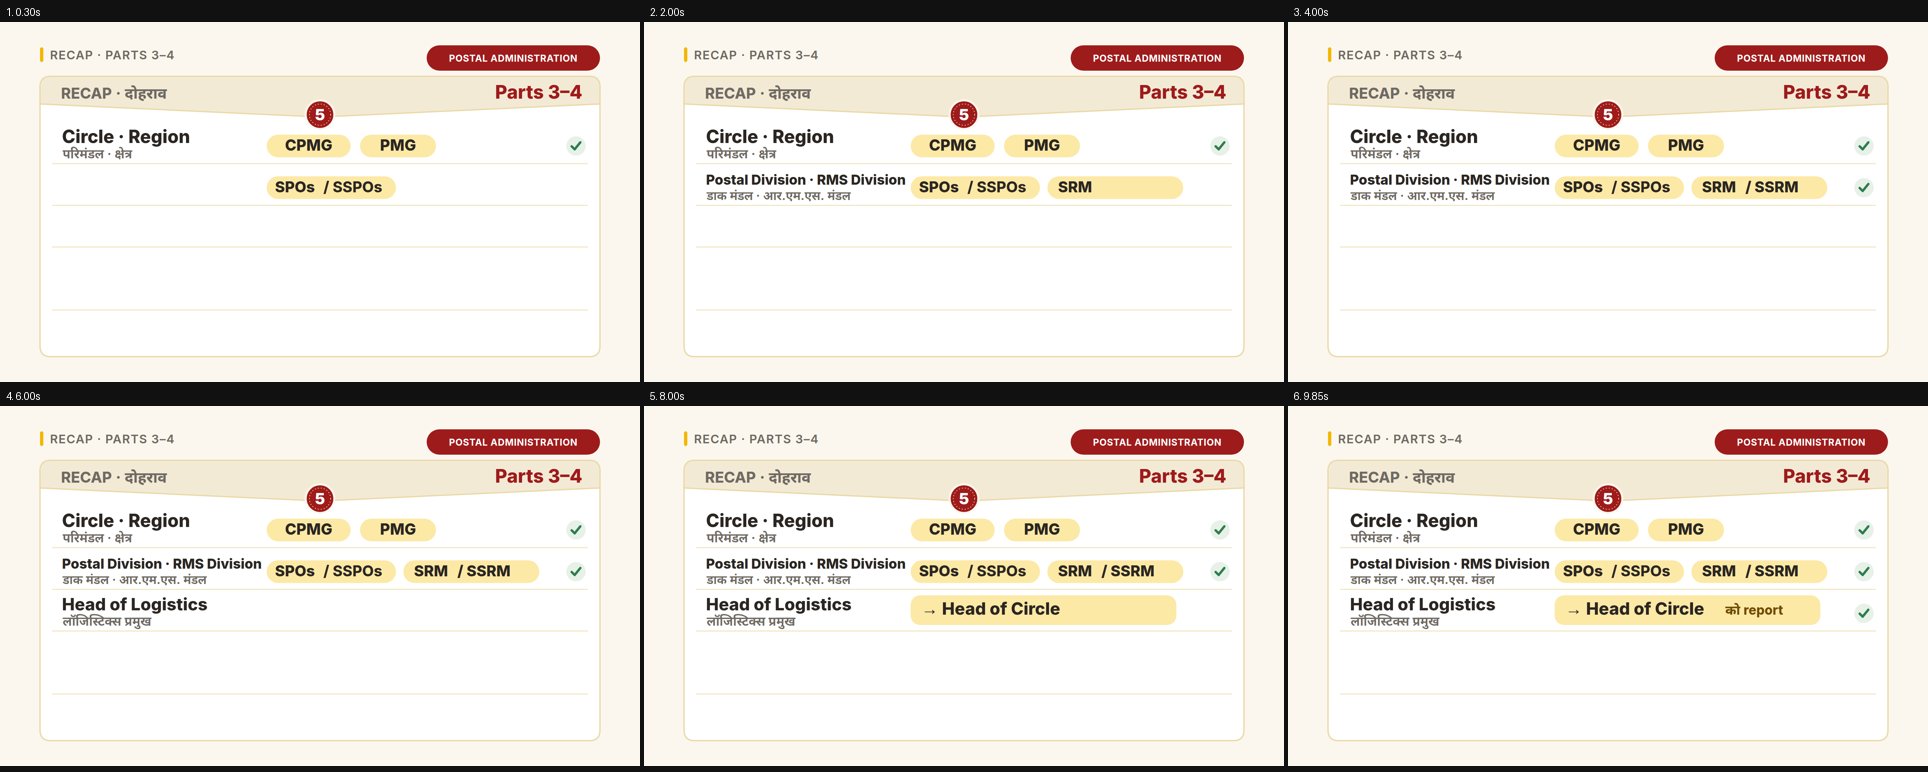 1. 0.30s
RECAP · PARTS 3–4
POSTAL ADMINISTRATION
RECAP · दोहराव
Parts 3–4
5
Circle · Region
परिमंडल · क्षेत्र
CPMG
PMG
SPOs / SSPOs
2. 2.00s
RECAP · PARTS 3–4
POSTAL ADMINISTRATION
RECAP · दोहराव
Parts 3–4
5
Circle · Region
परिमंडल · क्षेत्र
CPMG
PMG
Postal Division · RMS Division
डाक मंडल · आर.एम.एस. मंडल
SPOs / SSPOs
SRM
3. 4.00s
RECAP · PARTS 3–4
POSTAL ADMINISTRATION
RECAP · दोहराव
Parts 3–4
5
Circle · Region
परिमंडल · क्षेत्र
CPMG
PMG
Postal Division · RMS Division
डाक मंडल · आर.एम.एस. मंडल
SPOs / SSPOs
SRM / SSRM
4. 6.00s
RECAP · PARTS 3–4
POSTAL ADMINISTRATION
RECAP · दोहराव
Parts 3–4
5
Circle · Region
परिमंडल · क्षेत्र
CPMG
PMG
Postal Division · RMS Division
डाक मंडल · आर.एम.एस. मंडल
SPOs / SSPOs
SRM / SSRM
Head of Logistics
लॉजिस्टिक्स प्रमुख
5. 8.00s
RECAP · PARTS 3–4
POSTAL ADMINISTRATION
RECAP · दोहराव
Parts 3–4
5
Circle · Region
परिमंडल · क्षेत्र
CPMG
PMG
Postal Division · RMS Division
डाक मंडल · आर.एम.एस. मंडल
SPOs / SSPOs
SRM / SSRM
Head of Logistics
लॉजिस्टिक्स प्रमुख
→ Head of Circle
6. 9.85s
RECAP · PARTS 3–4
POSTAL ADMINISTRATION
RECAP · दोहराव
Parts 3–4
5
Circle · Region
परिमंडल · क्षेत्र
CPMG
PMG
Postal Division · RMS Division
डाक मंडल · आर.एम.एस. मंडल
SPOs / SSPOs
SRM / SSRM
Head of Logistics
लॉजिस्टिक्स प्रमुख
→ Head of Circle को report